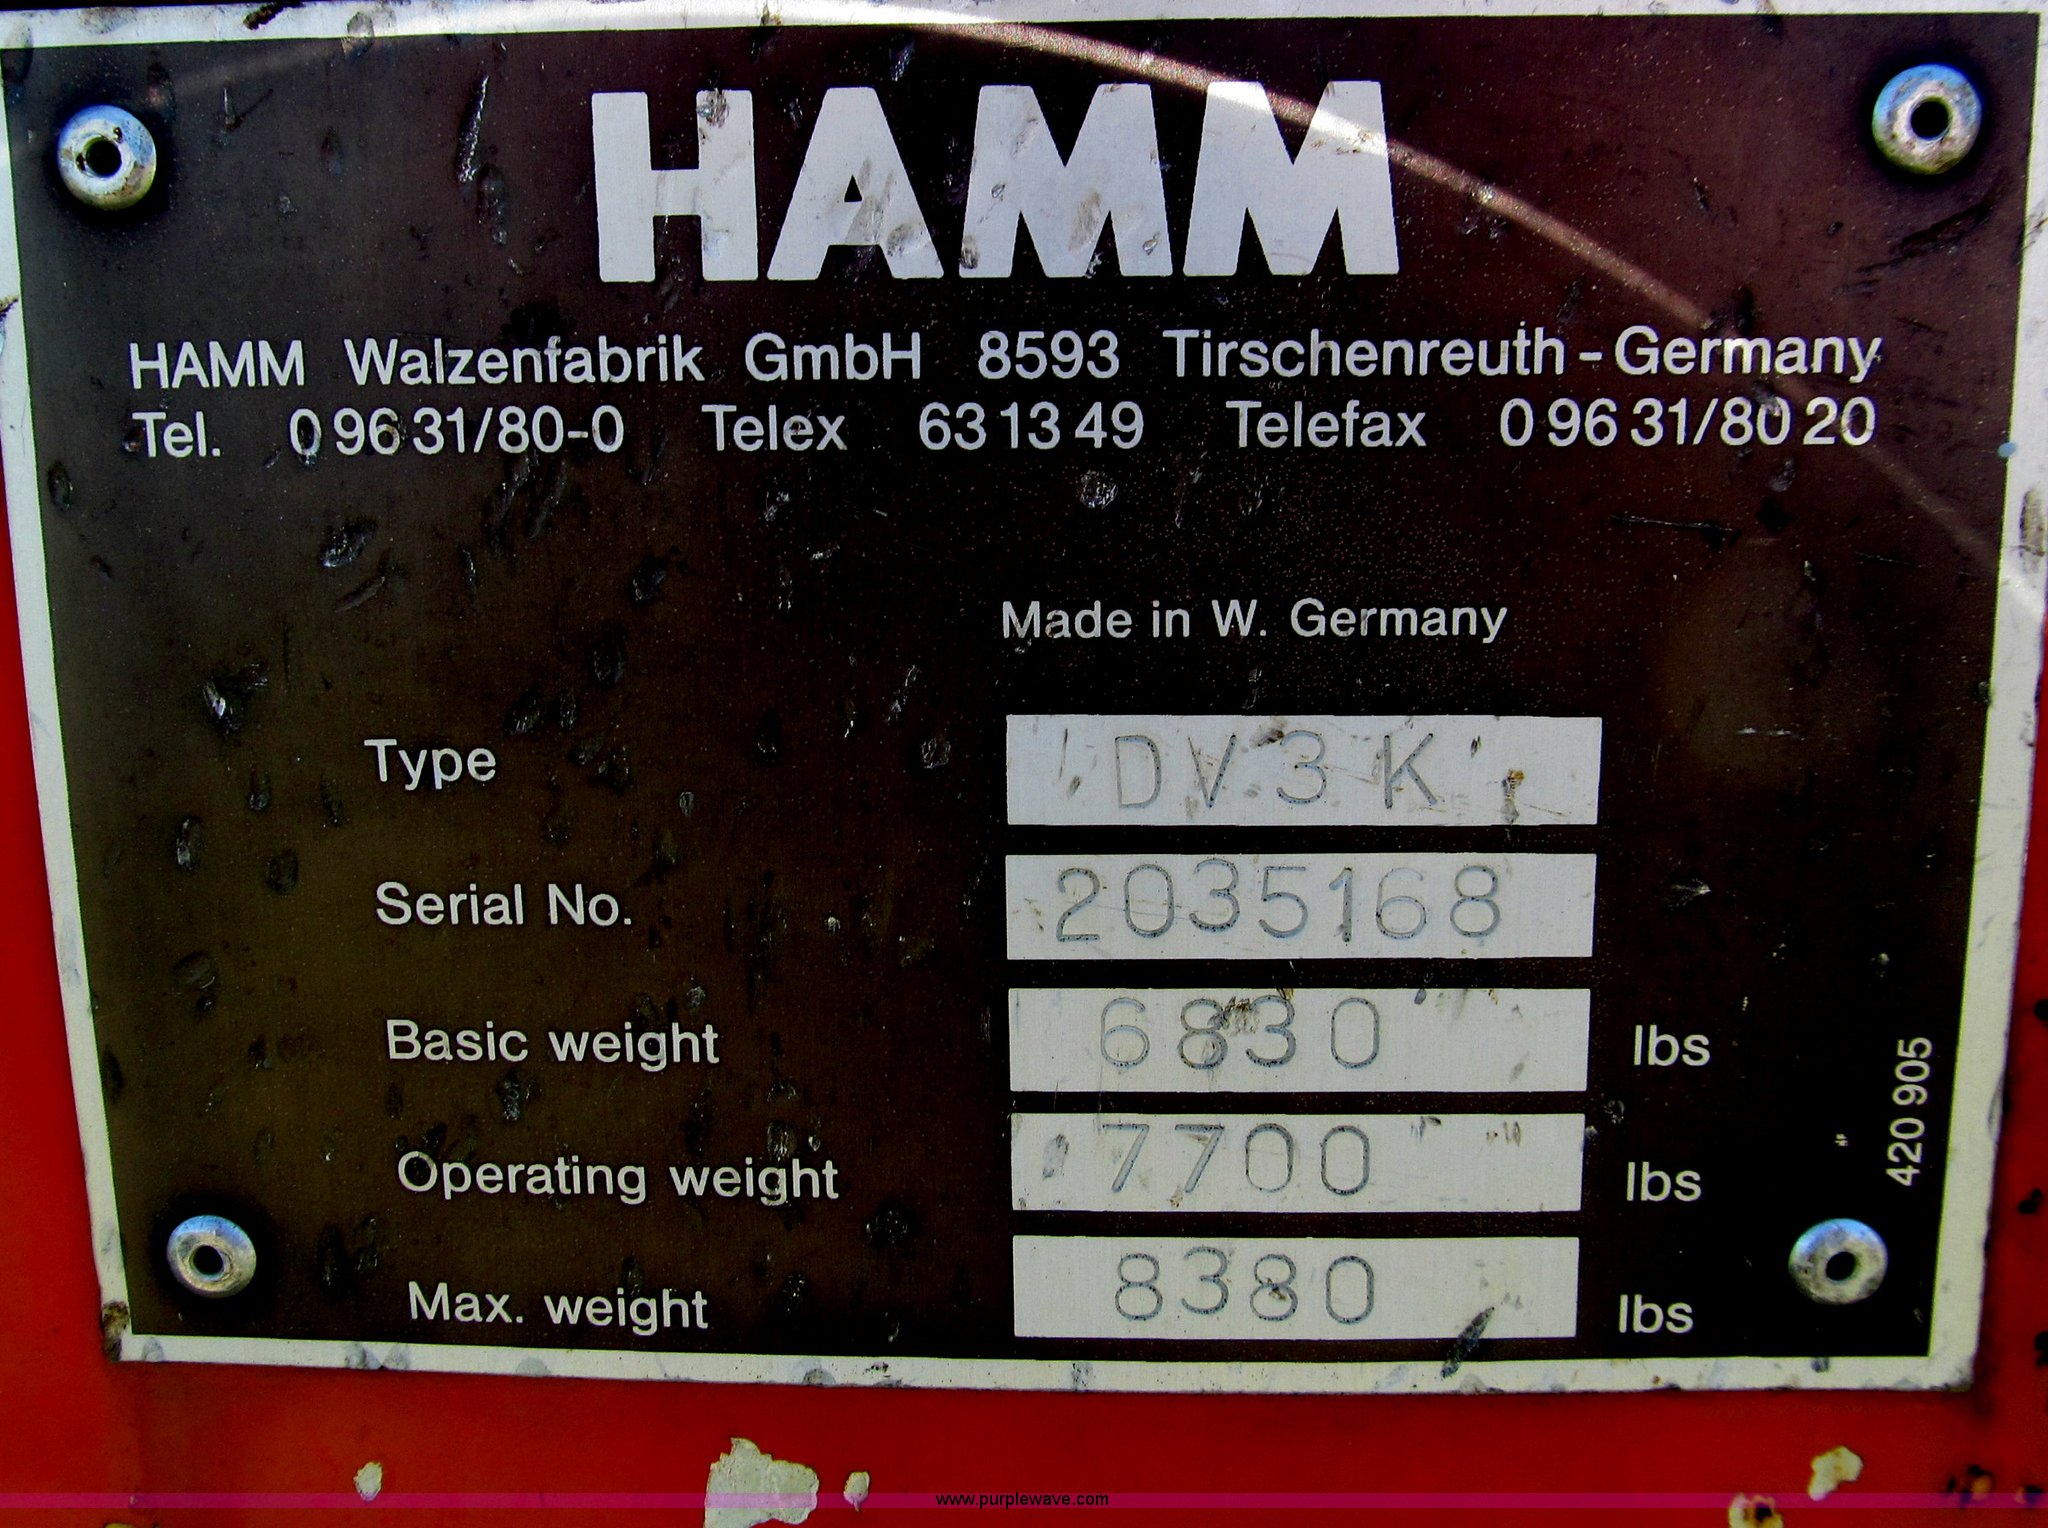 HAMM
HAMM Walzenfabrik GmbH 8593 Tirschenreuth - Germany
Tel. 0 96 31/80-0 Telex 63 13 49 Telefax 0 96 31/80 20
Made in W. Germany
Type DV3K
Serial No. 2035168
Basic weight 6830 lbs
Operating weight 7700 lbs
Max. weight 8380 lbs
420 905
www.purplewave.com